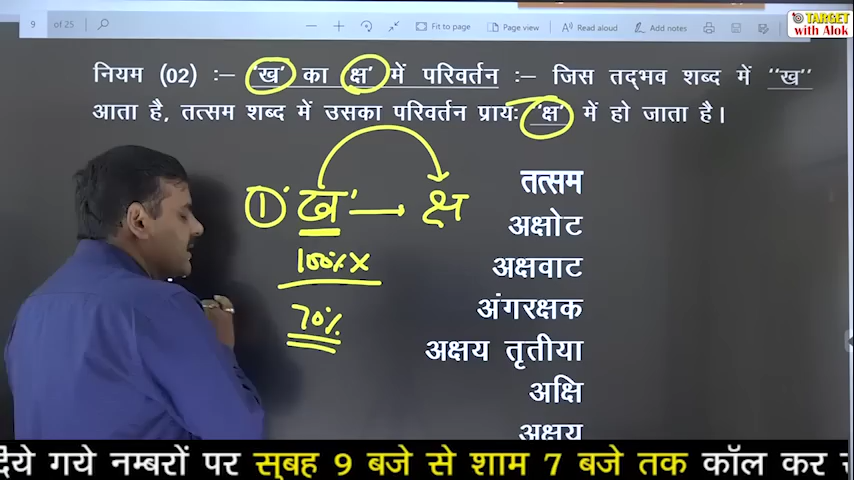 9 of 25
Fit to page
Page view
Read aloud
Add notes
TARGET
with Alok
नियम (02) :– 'ख' का क्ष' में परिवर्तन :– जिस तद्भव शब्द में ''ख''
आता है, तत्सम शब्द में उसका परिवर्तन प्रायः ''क्ष' में हो जाता है।
① 'ख' → क्ष
100% ×
70%
तत्सम
अक्षोट
अक्षवाट
अंगरक्षक
अक्षय तृतीया
अक्षि
अक्षय
दिये गये नम्बरों पर सुबह 9 बजे से शाम 7 बजे तक कॉल कर